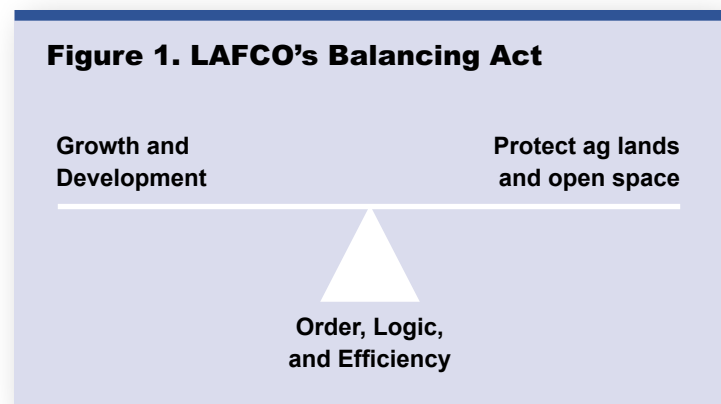 Figure 1. LAFCO’s Balancing Act
Growth and
Development
Protect ag lands
and open space
Order, Logic,
and Efficiency